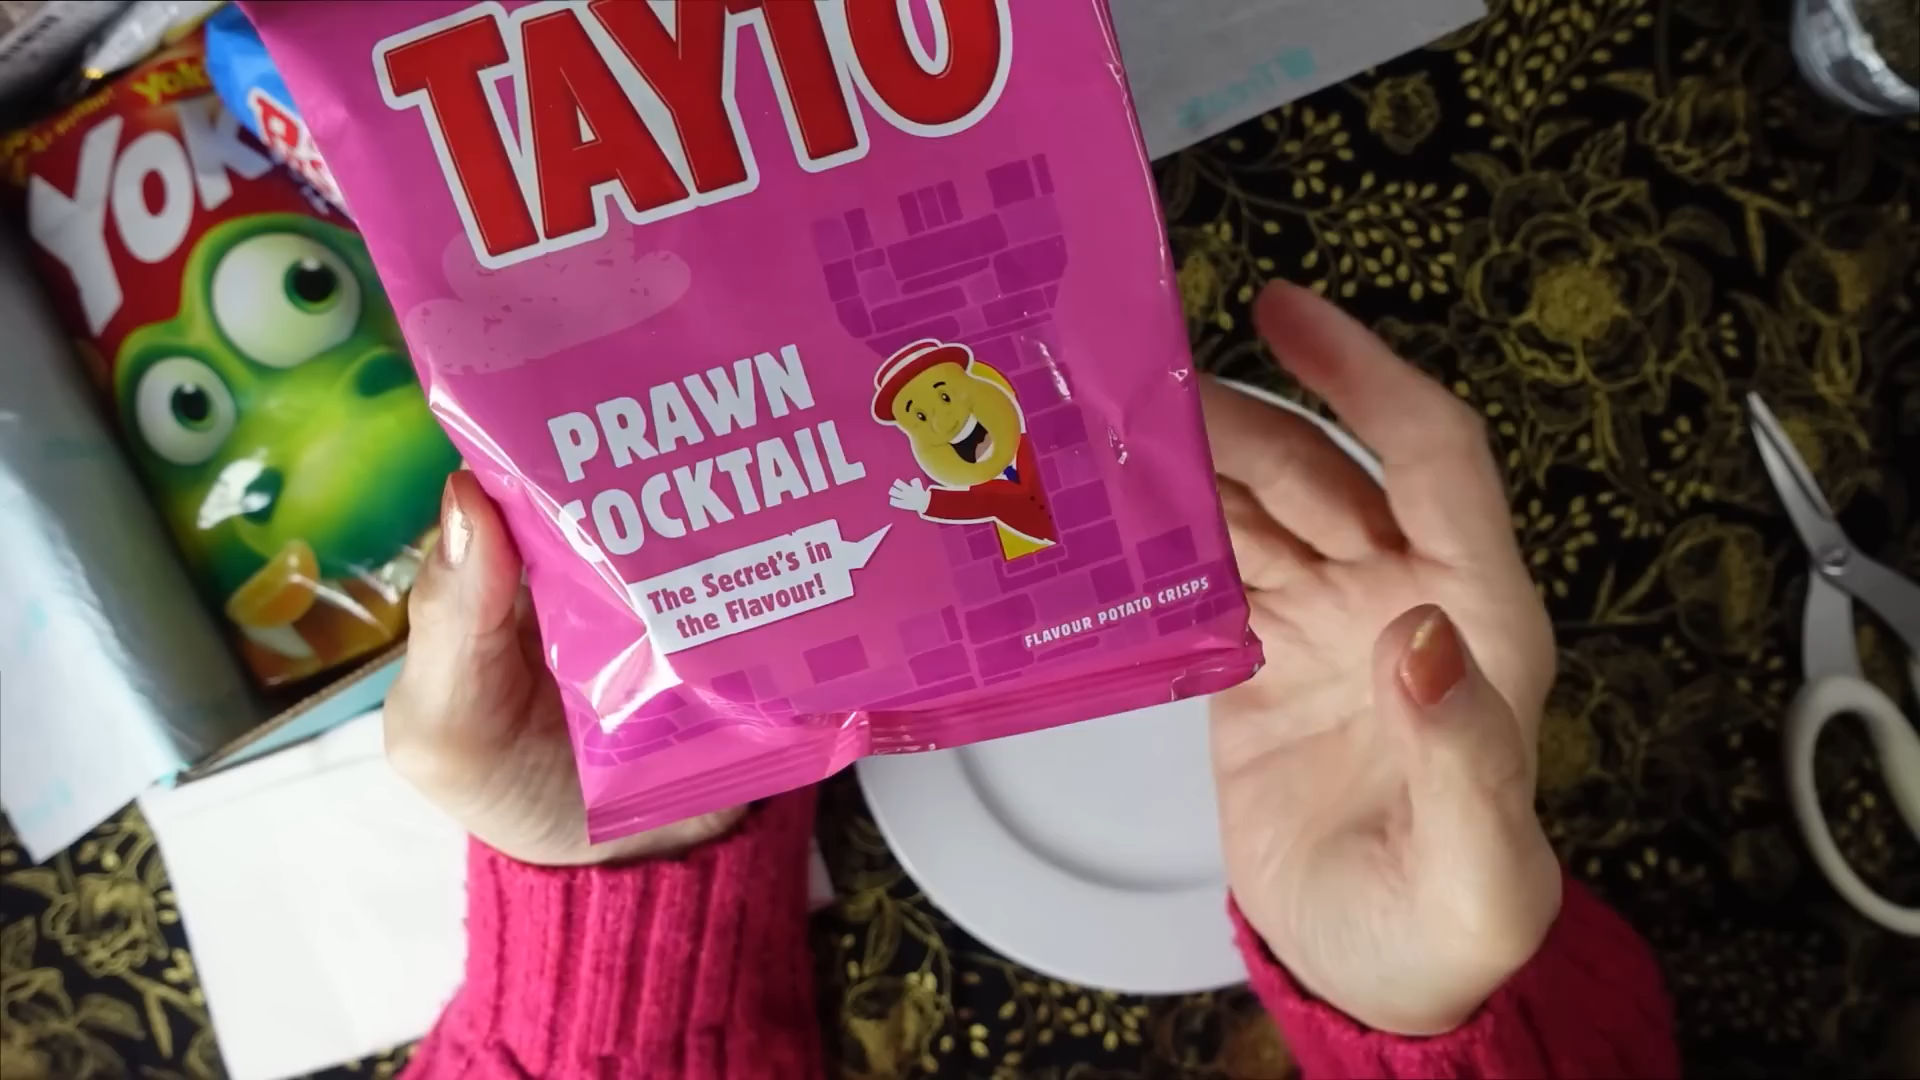 TAYTO
PRAWN
COCKTAIL
The Secret's in
the Flavour!
FLAVOUR POTATO CRISPS
YOK